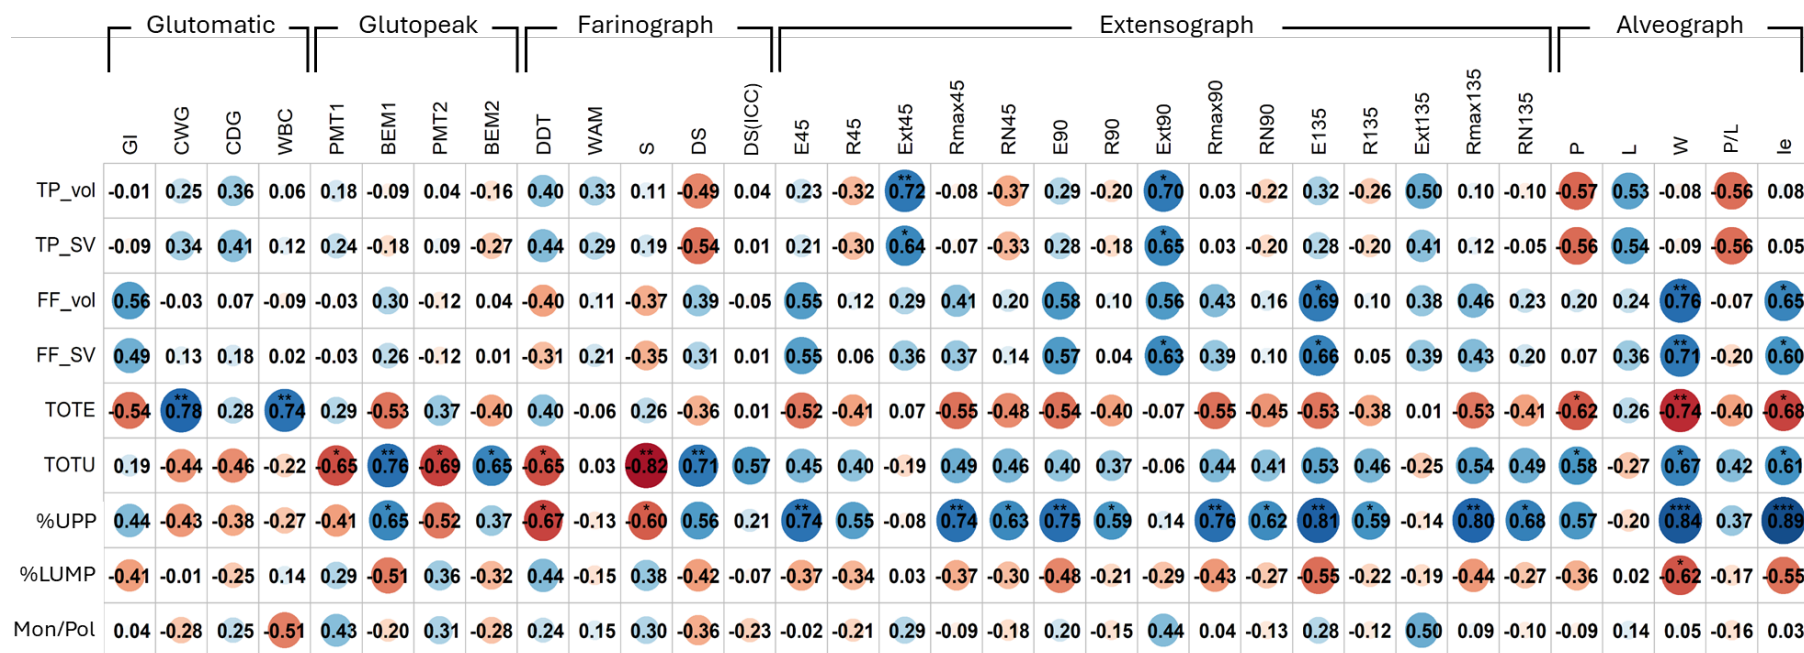 Glutomatic Glutopeak Farinograph Extensograph Alveograph
GI CWG CDG WBC PMT1 BEM1 PMT2 BEM2 DDT WAM S DS DS(ICC) E45 R45 Ext45 Rmax45 RN45 E90 R90 Ext90 Rmax90 RN90 E135 R135 Ext135 Rmax135 RN135 P L W P/L Ie
TP_vol -0.01 0.25 0.36 0.06 0.18 -0.09 0.04 -0.16 0.40 0.33 0.11 -0.49 0.04 0.23 -0.32 **0.72 -0.08 -0.37 0.29 -0.20 *0.70 0.03 -0.22 0.32 -0.26 0.50 0.10 -0.10 -0.57 0.53 -0.08 -0.56 0.08
TP_SV -0.09 0.34 0.41 0.12 0.24 -0.18 0.09 -0.27 0.44 0.29 0.19 -0.54 0.01 0.21 -0.30 *0.64 -0.07 -0.33 0.28 -0.18 *0.65 0.03 -0.20 0.28 -0.20 0.41 0.12 -0.05 -0.56 0.54 -0.09 -0.56 0.05
FF_vol 0.56 -0.03 0.07 -0.09 -0.03 0.30 -0.12 0.04 -0.40 0.11 -0.37 0.39 -0.05 0.55 0.12 0.29 0.41 0.20 0.58 0.10 0.56 0.43 0.16 *0.69 0.10 0.38 0.46 0.23 0.20 0.24 **0.76 -0.07 *0.65
FF_SV 0.49 0.13 0.18 0.02 -0.03 0.26 -0.12 0.01 -0.31 0.21 -0.35 0.31 0.01 0.55 0.06 0.36 0.37 0.14 0.57 0.04 *0.63 0.39 0.10 *0.66 0.05 0.39 0.43 0.20 0.07 0.36 **0.71 -0.20 *0.60
TOTE -0.54 **0.78 0.28 **0.74 0.29 -0.53 0.37 -0.40 0.40 -0.06 0.26 -0.36 0.01 -0.52 -0.41 0.07 -0.55 -0.48 -0.54 -0.40 -0.07 -0.55 -0.45 -0.53 -0.38 0.01 -0.53 -0.41 *-0.62 0.26 **-0.74 -0.40 *-0.68
TOTU 0.19 -0.44 -0.46 -0.22 *-0.65 **0.76 *-0.69 *0.65 *-0.65 0.03 **-0.82 **0.71 0.57 0.45 0.40 -0.19 0.49 0.46 0.40 0.37 -0.06 0.44 0.41 0.53 0.46 -0.25 0.54 0.49 *0.58 -0.27 *0.67 0.42 *0.61
%UPP 0.44 -0.43 -0.38 -0.27 -0.41 *0.65 -0.52 0.37 *-0.67 -0.13 *-0.60 0.56 0.21 **0.74 0.55 -0.08 **0.74 *0.63 **0.75 *0.59 0.14 **0.76 *0.62 **0.81 *0.59 -0.14 **0.80 *0.68 0.57 -0.20 ***0.84 0.37 ***0.89
%LUMP -0.41 -0.01 -0.25 0.14 0.29 -0.51 0.36 -0.32 0.44 -0.15 0.38 -0.42 -0.07 -0.37 -0.34 0.03 -0.37 -0.30 -0.48 -0.21 -0.29 -0.43 -0.27 -0.55 -0.22 -0.19 -0.44 -0.27 -0.36 0.02 *-0.62 -0.17 -0.55
Mon/Pol 0.04 -0.28 0.25 -0.51 0.43 -0.20 0.31 -0.28 0.24 0.15 0.30 -0.36 -0.23 -0.02 -0.21 0.29 -0.09 -0.18 0.20 -0.15 0.44 0.04 -0.13 0.28 -0.12 0.50 0.09 -0.10 -0.09 0.14 0.05 -0.16 0.03